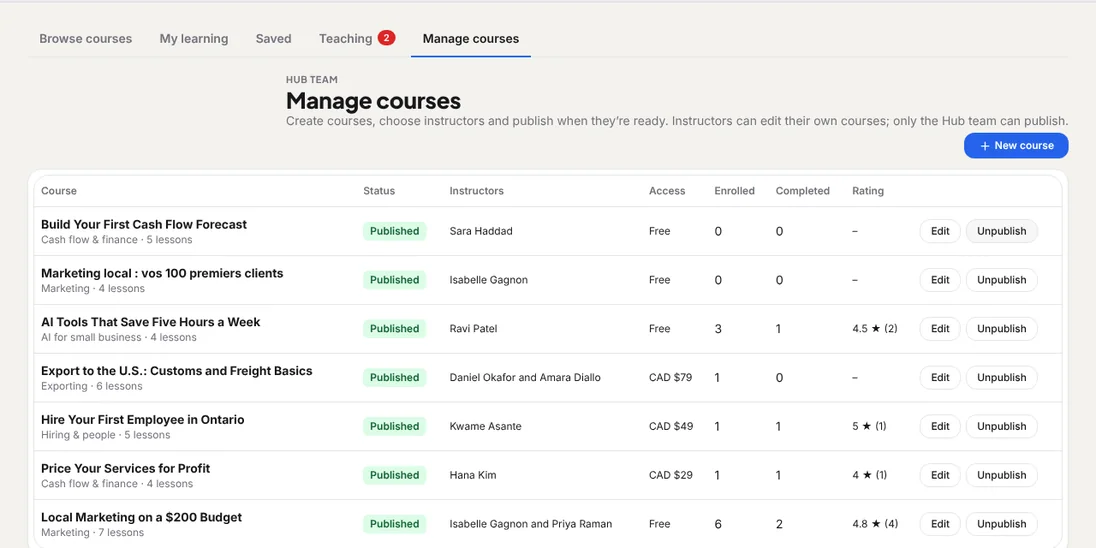 Browse courses My learning Saved Teaching 2 Manage courses
HUB TEAM
Manage courses
Create courses, choose instructors and publish when they're ready. Instructors can edit their own courses; only the Hub team can publish.
+ New course
Course Status Instructors Access Enrolled Completed Rating
Build Your First Cash Flow Forecast
Cash flow & finance · 5 lessons
Published Sara Haddad Free 0 0 – Edit Unpublish
Marketing local : vos 100 premiers clients
Marketing · 4 lessons
Published Isabelle Gagnon Free 0 0 – Edit Unpublish
AI Tools That Save Five Hours a Week
AI for small business · 4 lessons
Published Ravi Patel Free 3 1 4.5 ★ (2) Edit Unpublish
Export to the U.S.: Customs and Freight Basics
Exporting · 6 lessons
Published Daniel Okafor and Amara Diallo CAD $79 1 0 – Edit Unpublish
Hire Your First Employee in Ontario
Hiring & people · 5 lessons
Published Kwame Asante CAD $49 1 1 5 ★ (1) Edit Unpublish
Price Your Services for Profit
Cash flow & finance · 4 lessons
Published Hana Kim CAD $29 1 1 4 ★ (1) Edit Unpublish
Local Marketing on a $200 Budget
Marketing · 7 lessons
Published Isabelle Gagnon and Priya Raman Free 6 2 4.8 ★ (4) Edit Unpublish